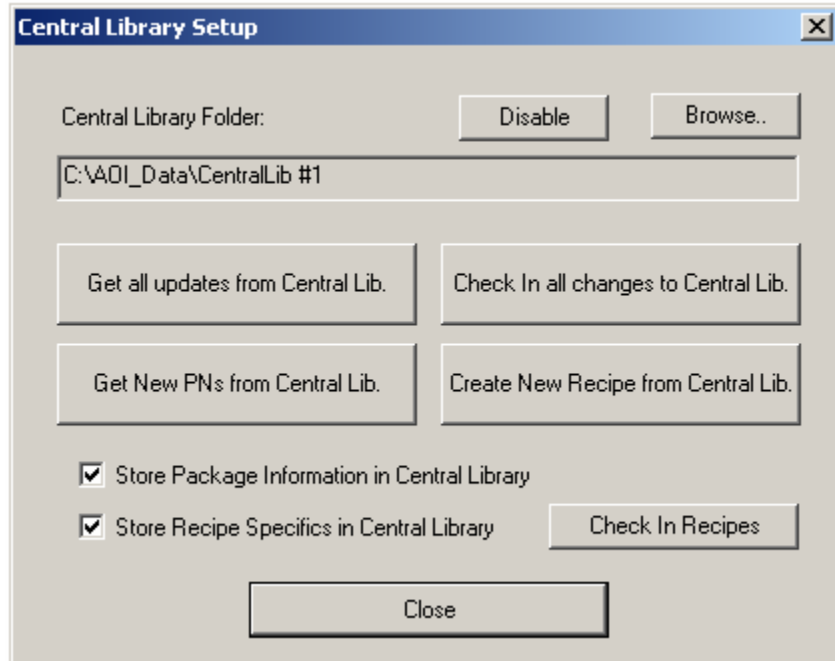 Central Library Setup
Central Library Folder:
Disable
Browse..
C:\AOI_Data\CentralLib #1
Get all updates from Central Lib.
Check In all changes to Central Lib.
Get New PNs from Central Lib.
Create New Recipe from Central Lib.
Store Package Information in Central Library
Store Recipe Specifics in Central Library
Check In Recipes
Close